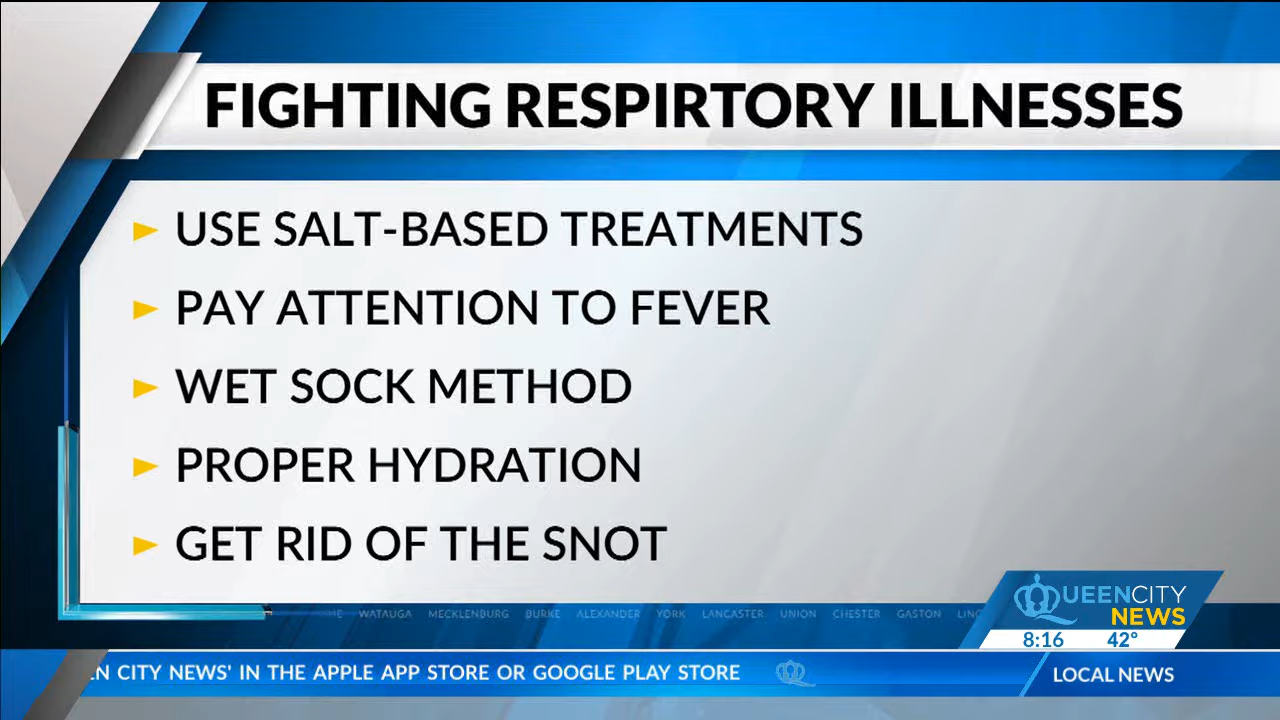 FIGHTING RESPIRTORY ILLNESSES
► USE SALT-BASED TREATMENTS
► PAY ATTENTION TO FEVER
► WET SOCK METHOD
► PROPER HYDRATION
► GET RID OF THE SNOT
WATAUGA MECKLENBURG BURKE ALEXANDER YORK LANCASTER UNION CHESTER GASTON
QUEEN CITY
NEWS
8:16 42°
CITY NEWS' IN THE APPLE APP STORE OR GOOGLE PLAY STORE
LOCAL NEWS